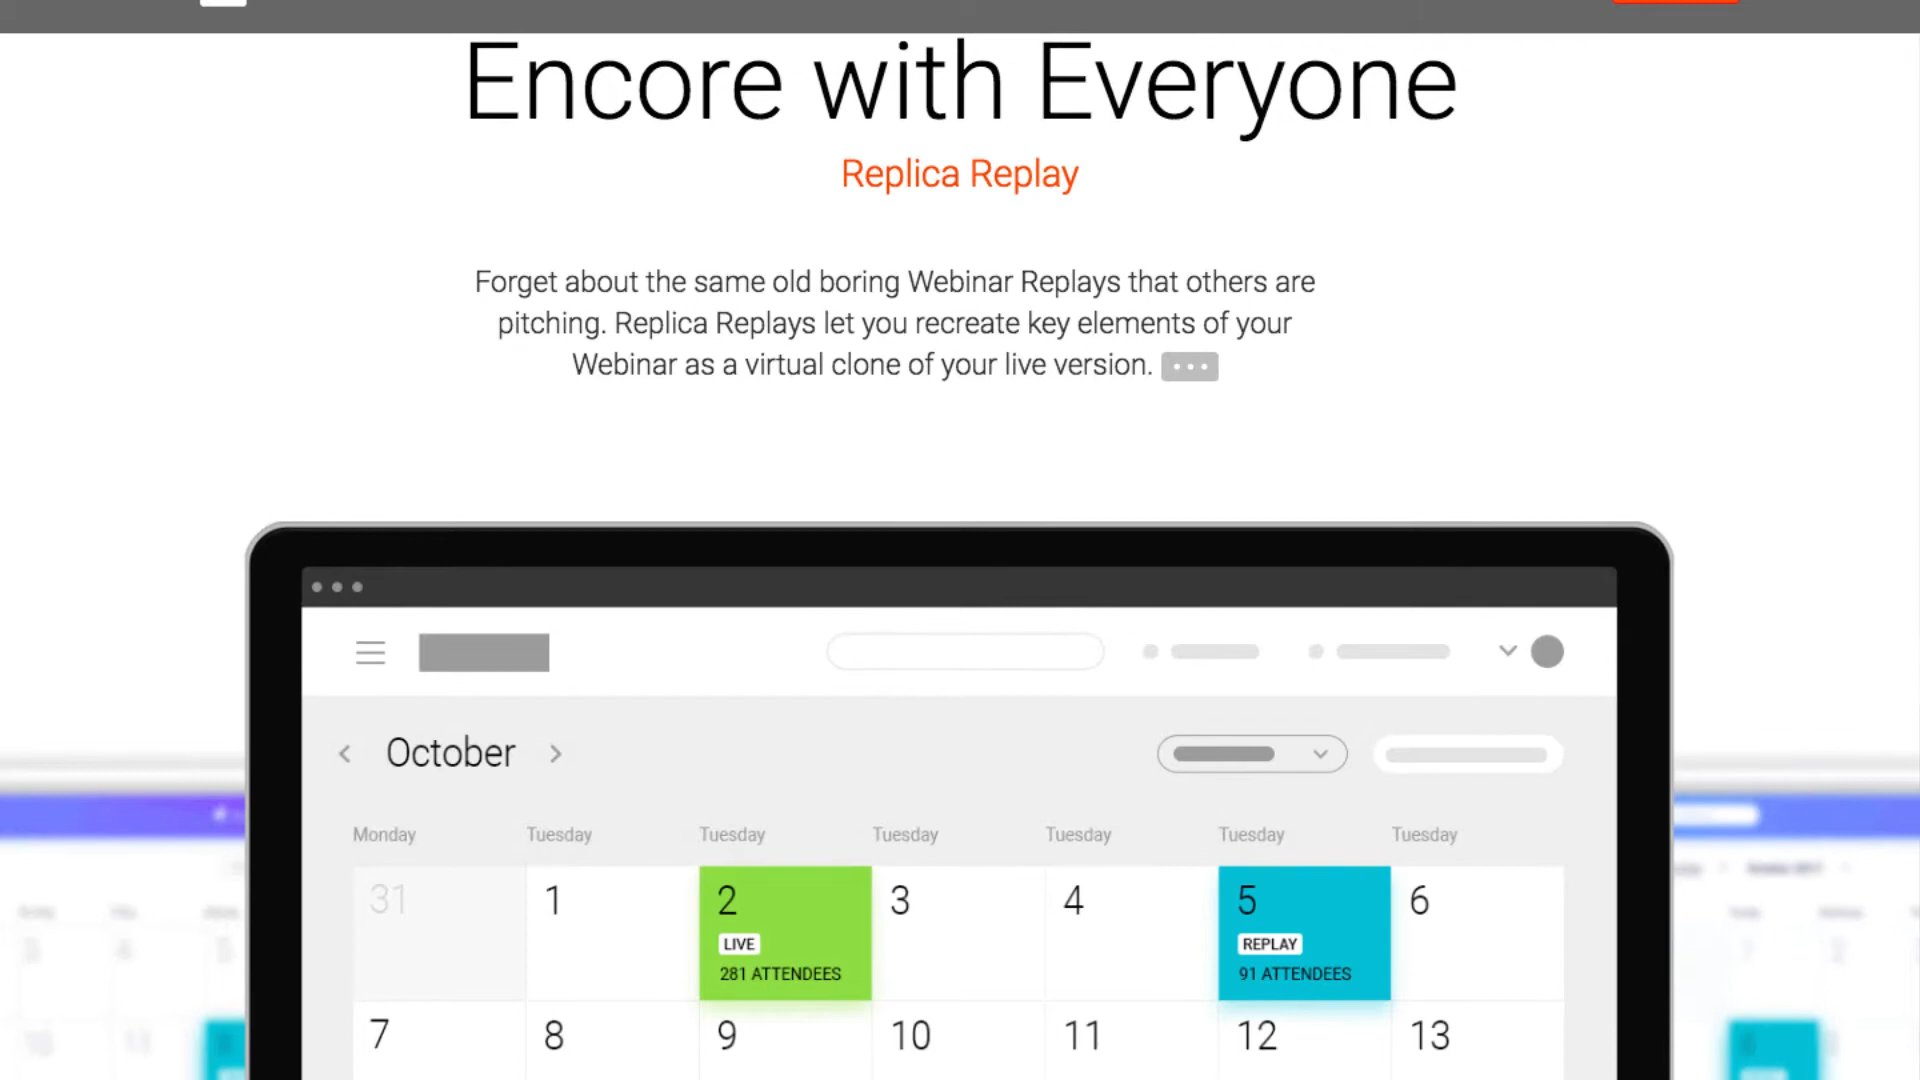 Encore with Everyone
Replica Replay
Forget about the same old boring Webinar Replays that others are
pitching. Replica Replays let you recreate key elements of your
Webinar as a virtual clone of your live version.
October
Monday Tuesday Tuesday Tuesday Tuesday Tuesday Tuesday
31 1 2 3 4 5 6
LIVE REPLAY
281 ATTENDEES 91 ATTENDEES
7 8 9 10 11 12 13